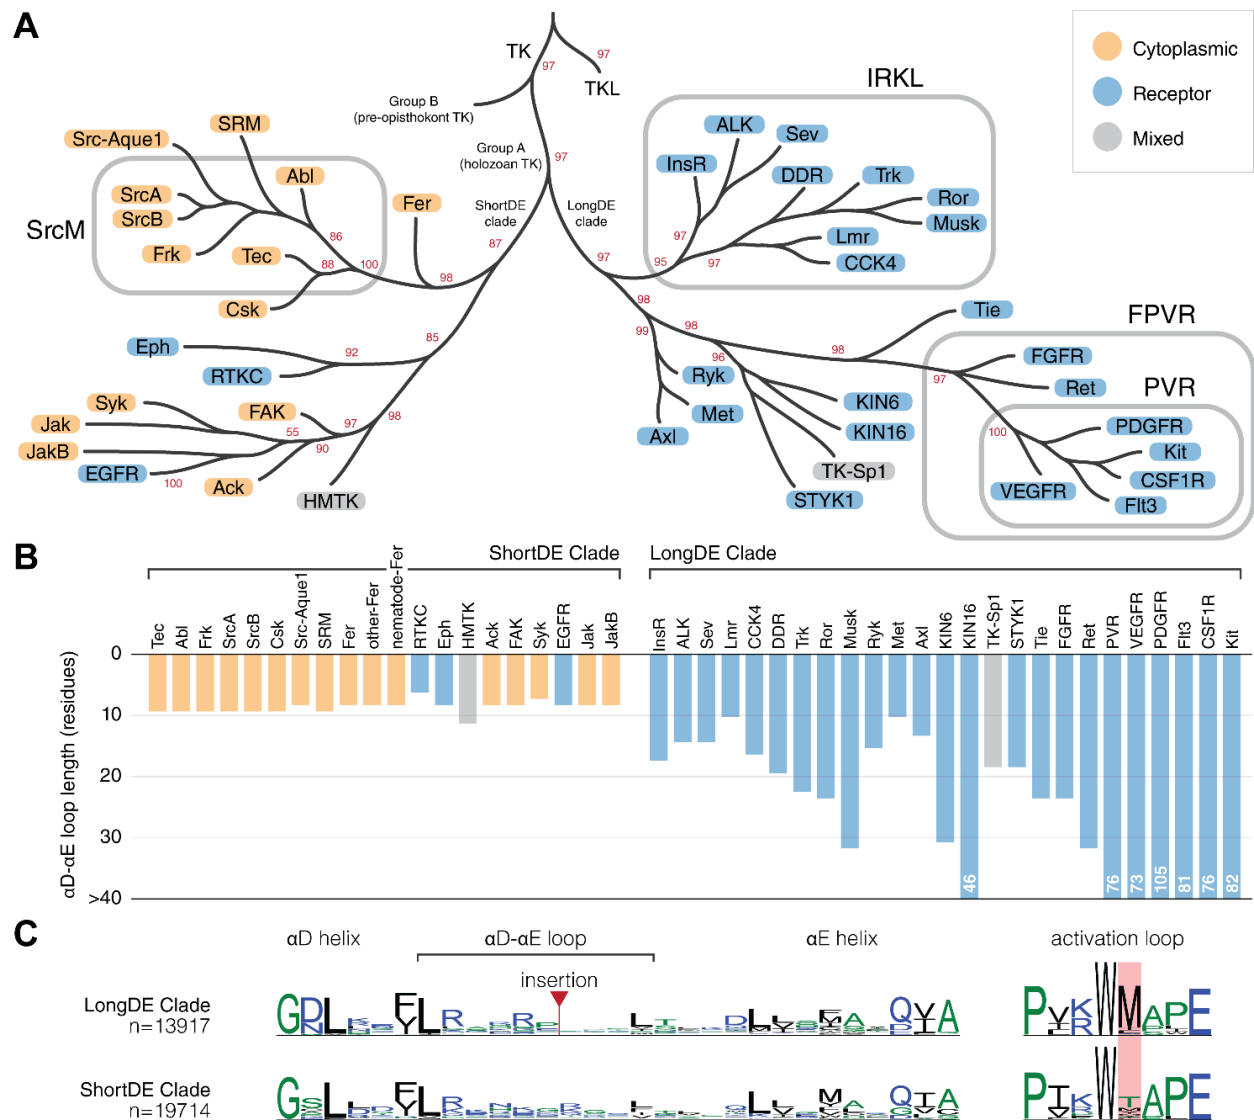 A
TK
97
97
TKL
Group B
(pre-opisthokont TK)
Group A
(holozoan TK)
97
ShortDE
clade
LongDE
clade
87
97
Cytoplasmic
Receptor
Mixed
SrcM
Src-Aque1
SRM
Abl
SrcA
SrcB
Frk
Tec
Csk
Fer
86
88
100
98
85
Eph
RTKC
92
Syk
FAK
Jak
JakB
EGFR
Ack
HMTK
55
97
98
90
100
IRKL
ALK
Sev
InsR
DDR
Trk
Ror
Musk
Lmr
CCK4
97
95
97
98
99
98
96
98
Ryk
Met
Axl
KIN6
KIN16
TK-Sp1
STYK1
Tie
FPVR
FGFR
Ret
97
PVR
PDGFR
Kit
CSF1R
Flt3
VEGFR
100
B
ShortDE Clade
LongDE Clade
Tec
Abl
Frk
SrcA
SrcB
Csk
Src-Aque1
SRM
Fer
other-Fer
nematode-Fer
RTKC
Eph
HMTK
Ack
FAK
Syk
EGFR
Jak
JakB
InsR
ALK
Sev
Lmr
CCK4
DDR
Trk
Ror
Musk
Ryk
Met
Axl
KIN6
KIN16
TK-Sp1
STYK1
Tie
FGFR
Ret
PVR
VEGFR
PDGFR
Flt3
CSF1R
Kit
αD-αE loop length (residues)
0
10
20
30
>40
46
76
73
105
81
76
82
C
αD helix
αD-αE loop
αE helix
activation loop
insertion
LongDE Clade
n=13917
ShortDE Clade
n=19714